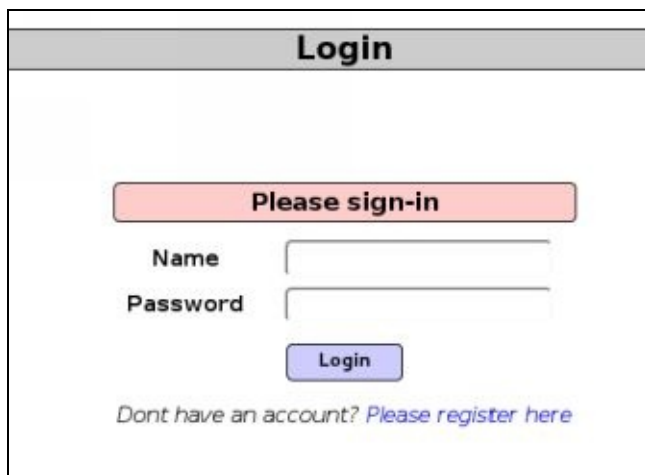 Login
Please sign-in
Name
Password
Login
Dont have an account? Please register here